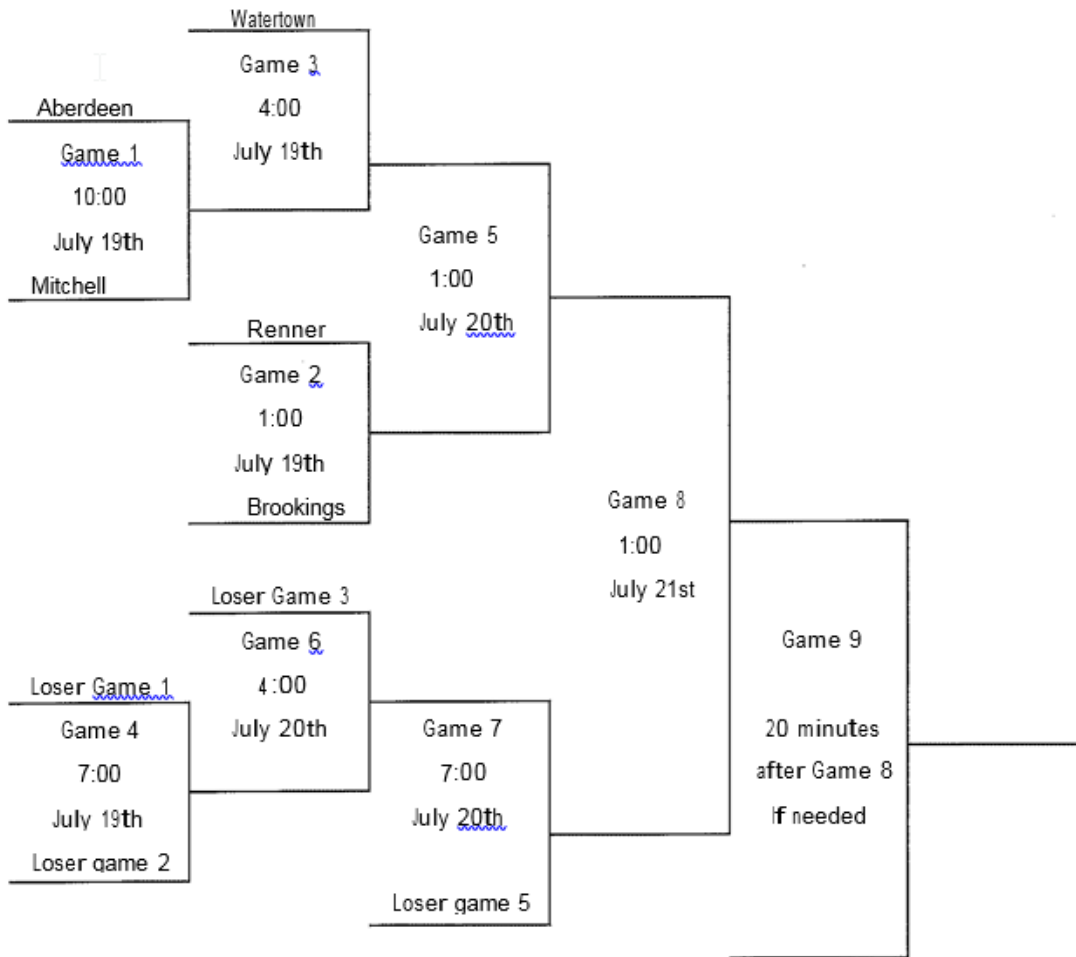 Watertown
Game 3
4:00
July 19th
Aberdeen
Game 1
10:00
July 19th
Mitchell
Game 5
1:00
July 20th
Renner
Game 2
1:00
July 19th
Brookings
Game 8
1:00
July 21st
Loser Game 3
Game 6
4:00
July 20th
Loser Game 1
Game 4
7:00
July 19th
Loser game 2
Game 7
7:00
July 20th
Loser game 5
Game 9
20 minutes
after Game 8
If needed